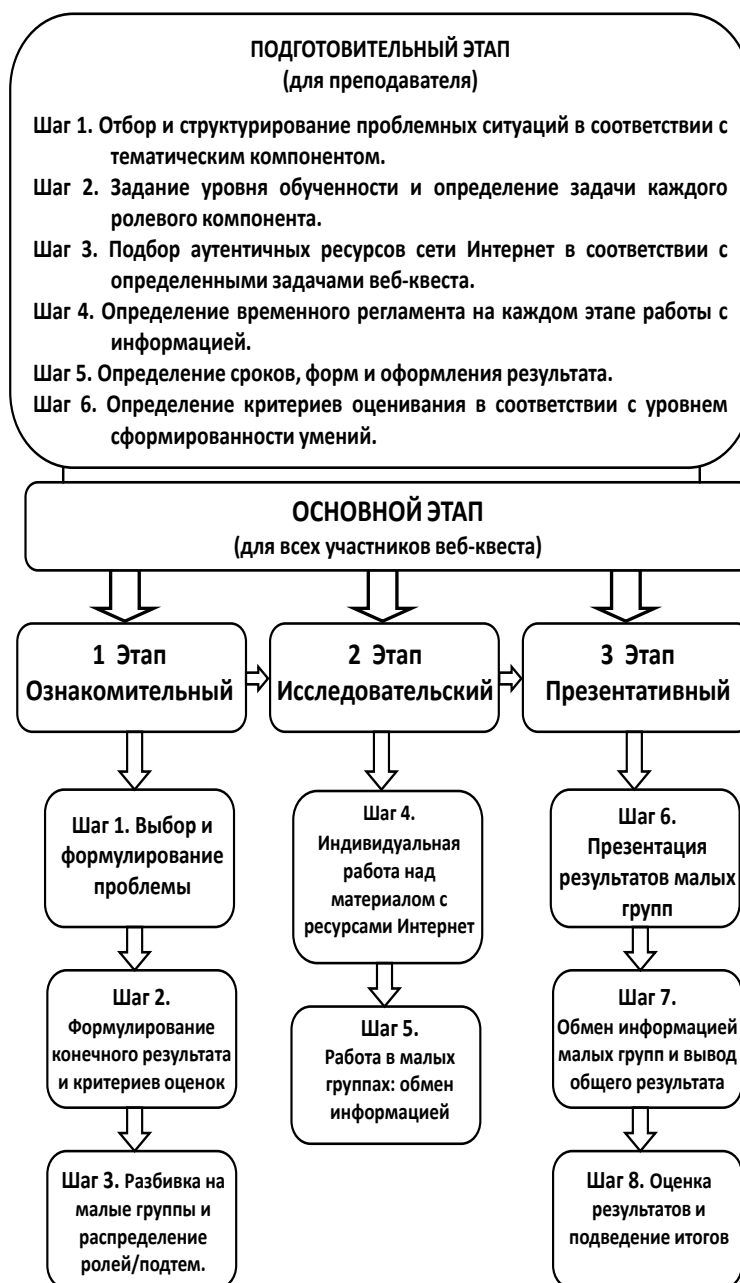 ПОДГОТОВИТЕЛЬНЫЙ ЭТАП
(для преподавателя)
Шаг 1. Отбор и структурирование проблемных ситуаций в соответствии с
тематическим компонентом.
Шаг 2. Задание уровня обученности и определение задачи каждого
ролевого компонента.
Шаг 3. Подбор аутентичных ресурсов сети Интернет в соответствии с
определенными задачами веб-квеста.
Шаг 4. Определение временного регламента на каждом этапе работы с
информацией.
Шаг 5. Определение сроков, форм и оформления результата.
Шаг 6. Определение критериев оценивания в соответствии с уровнем
сформированности умений.
ОСНОВНОЙ ЭТАП
(для всех участников веб-квеста)
1 Этап
Ознакомительный
2 Этап
Исследовательский
3 Этап
Презентативный
Шаг 1. Выбор и
формулирование
проблемы
Шаг 2.
Формулирование
конечного результата
и критериев оценок
Шаг 3. Разбивка на
малые группы и
распределение
ролей/подтем.
Шаг 4.
Индивидуальная
работа над
материалом с
ресурсами Интернет
Шаг 5.
Работа в малых
группах: обмен
информацией
Шаг 6.
Презентация
результатов малых
групп
Шаг 7.
Обмен информацией
малых групп и вывод
общего результата
Шаг 8. Оценка
результатов и
подведение итогов